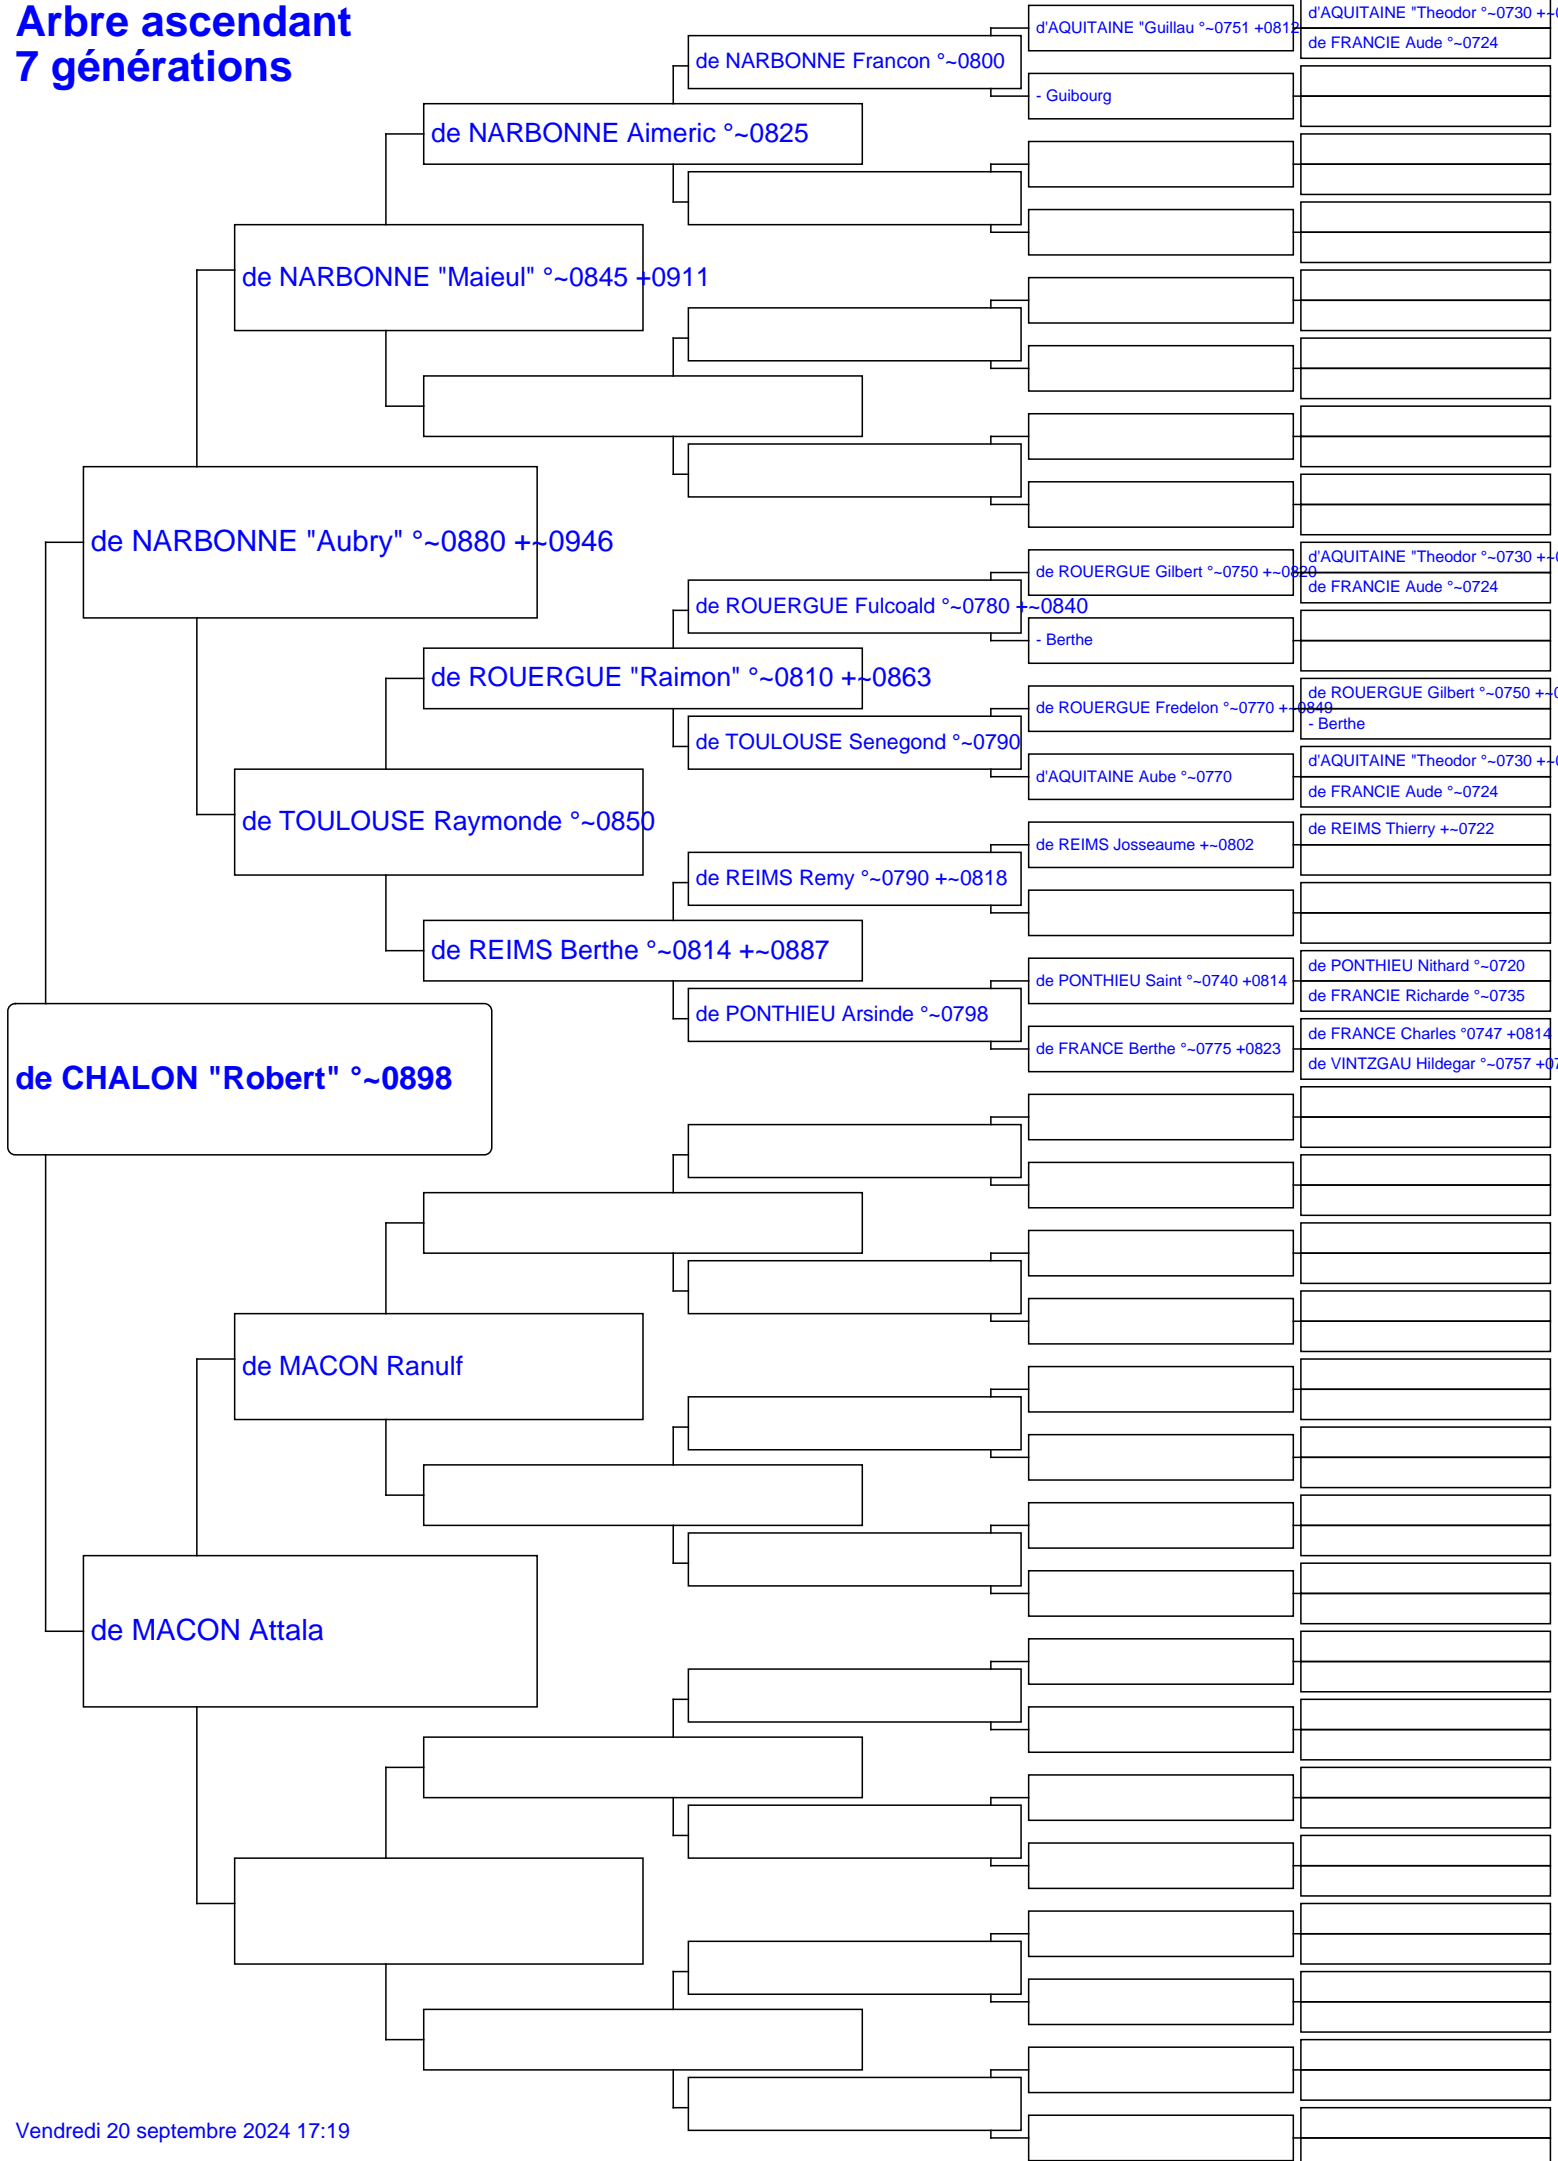 Arbre ascendant
7 générations
de CHALON "Robert" °~0898
de NARBONNE "Aubry" °~0880 +~0946
de MACON Attala
de NARBONNE "Maieul" °~0845 +0911
de TOULOUSE Raymonde °~0850
de MACON Ranulf
de NARBONNE Aimeric °~0825
de ROUERGUE "Raimon" °~0810 +~0863
de REIMS Berthe °~0814 +~0887
de NARBONNE Francon °~0800
de ROUERGUE Fulcoald °~0780 +~0840
de TOULOUSE Senegond °~0790
de REIMS Remy °~0790 +~0818
de PONTHIEU Arsinde °~0798
d'AQUITAINE "Guillau °~0751 +0812
- Guibourg
de ROUERGUE Gilbert °~0750 +~0820
- Berthe
de ROUERGUE Fredelon °~0770 +~0849
d'AQUITAINE Aube °~0770
de REIMS Josseaume +~0802
de PONTHIEU Saint °~0740 +0814
de FRANCE Berthe °~0775 +0823
d'AQUITAINE "Theodor °~0730 +~0
de FRANCIE Aude °~0724
d'AQUITAINE "Theodor °~0730 +~0
de FRANCIE Aude °~0724
de ROUERGUE Gilbert °~0750 +~0
- Berthe
d'AQUITAINE "Theodor °~0730 +~0
de FRANCIE Aude °~0724
de REIMS Thierry +~0722
de PONTHIEU Nithard °~0720
de FRANCIE Richarde °~0735
de FRANCE Charles °0747 +0814
de VINTZGAU Hildegar °~0757 +07
Vendredi 20 septembre 2024 17:19